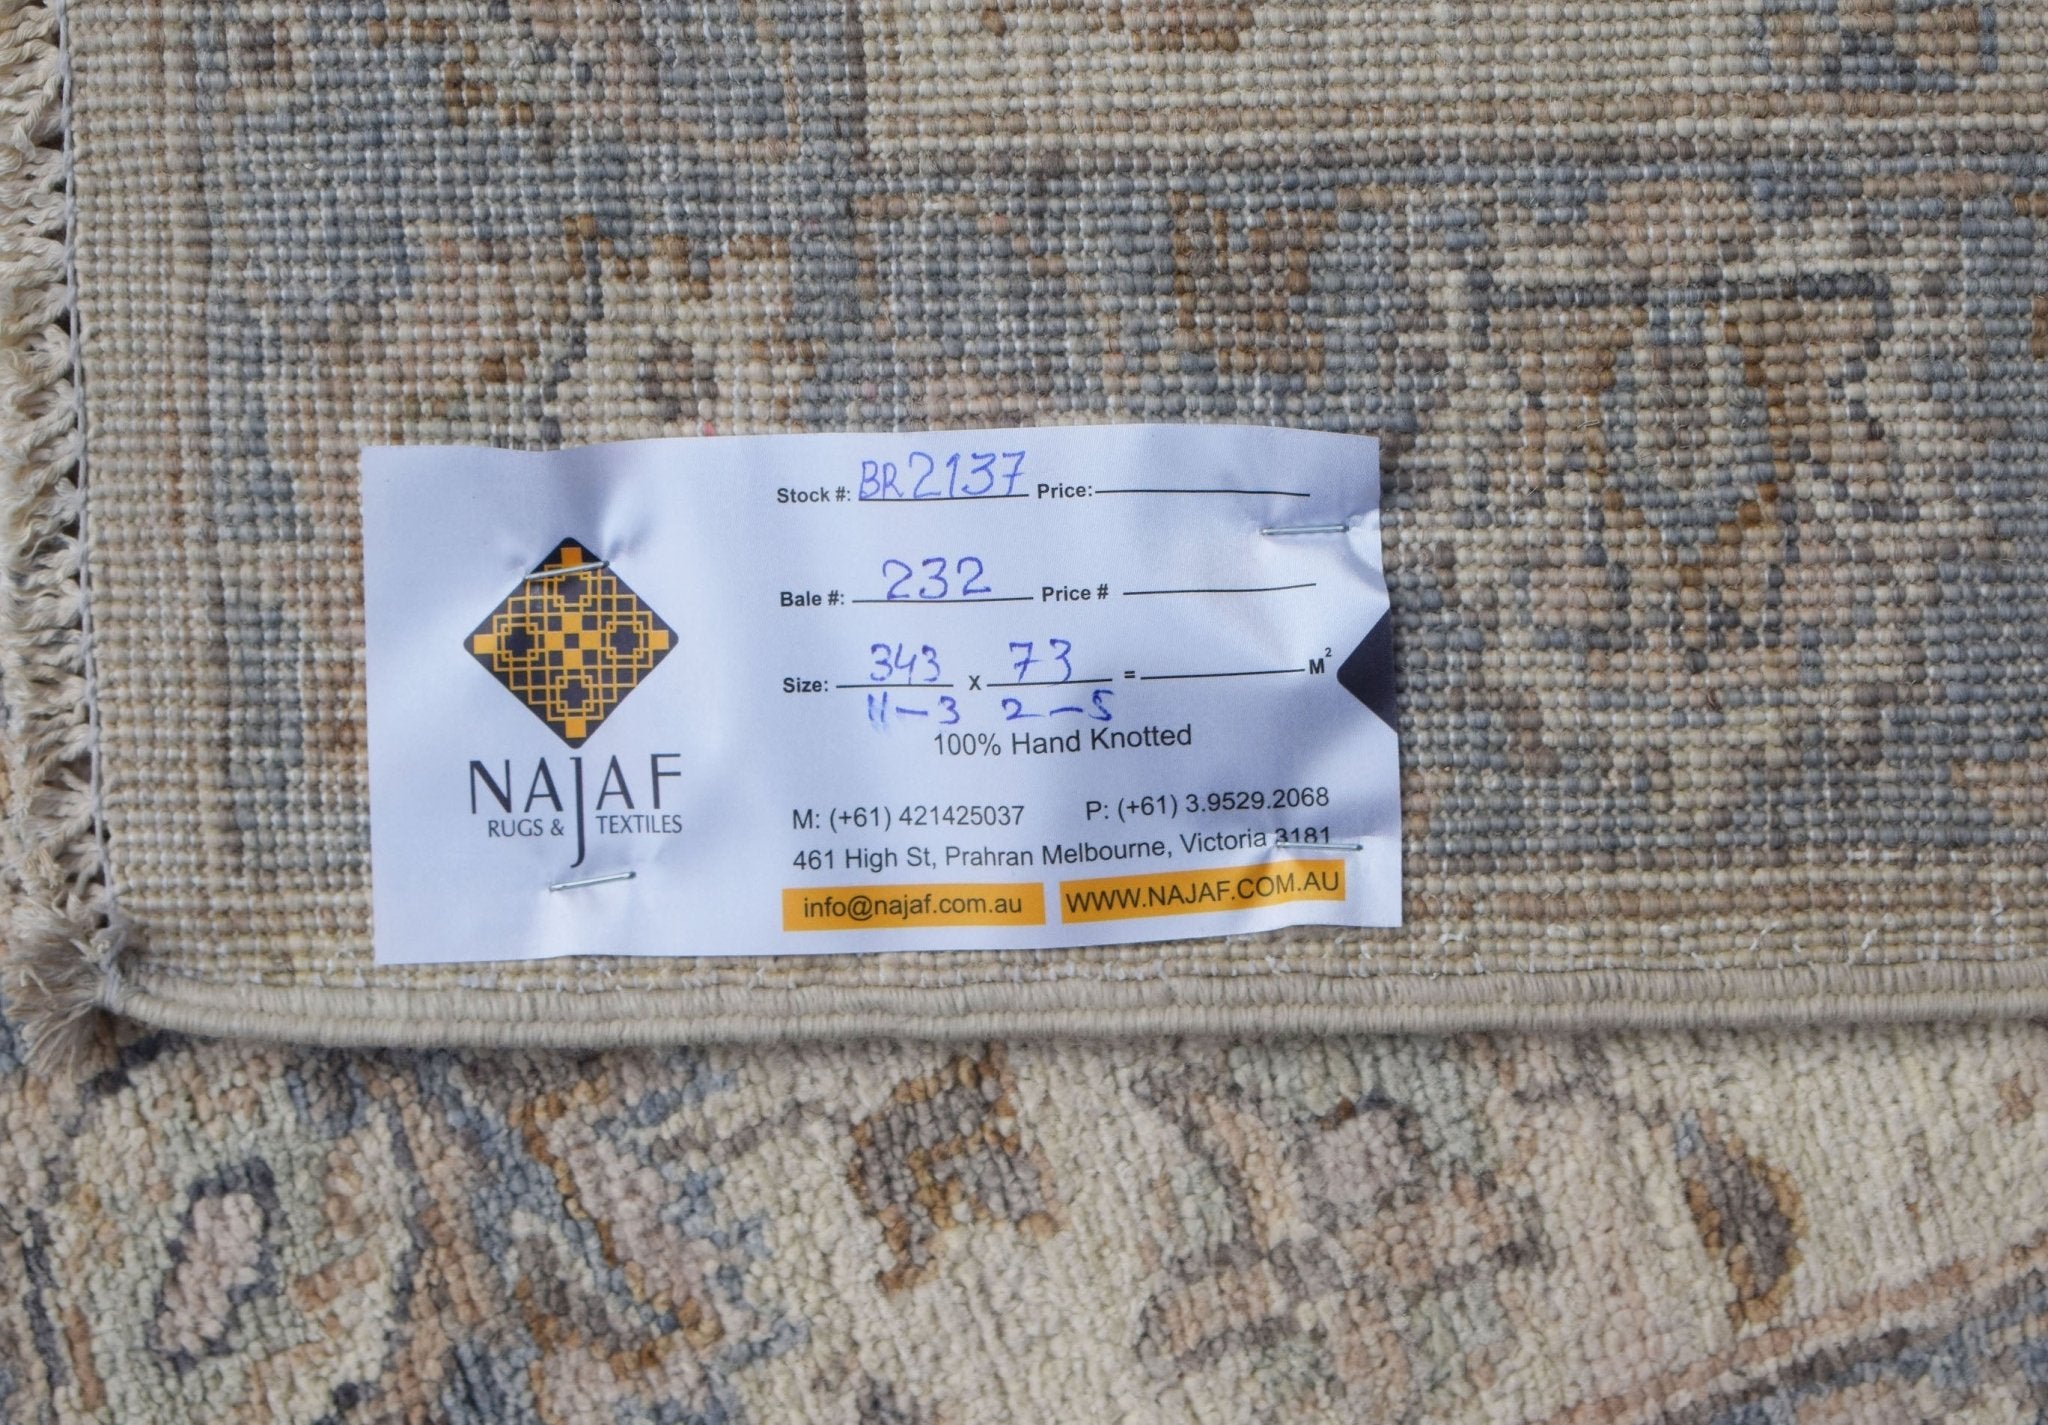 Stock #: BR2137 Price:
Bale #: 232 Price #
Size: 343 x 73 = M²
11-3 2-5
100% Hand Knotted
NAJAF
RUGS & TEXTILES
M: (+61) 421425037 P: (+61) 3.9529.2068
461 High St, Prahran Melbourne, Victoria 3181
info@najaf.com.au WWW.NAJAF.COM.AU